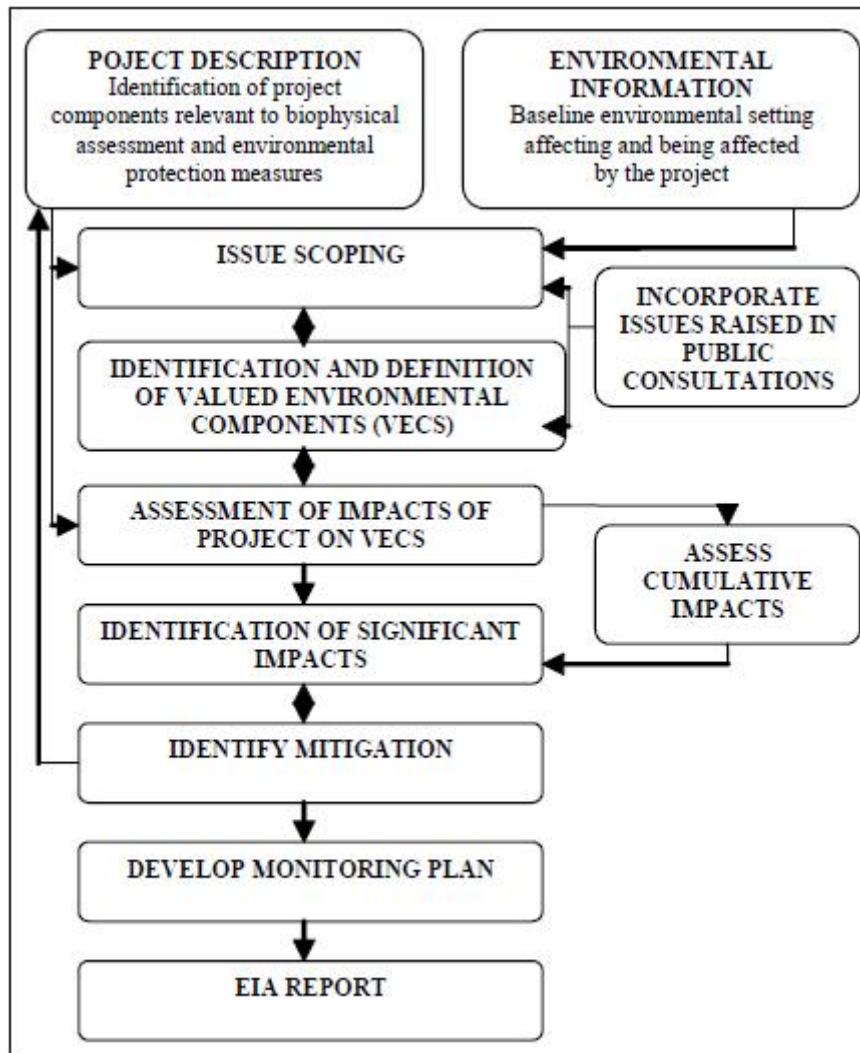 POJECT DESCRIPTION
Identification of project
components relevant to biophysical
assessment and environmental
protection measures
ENVIRONMENTAL
INFORMATION
Baseline environmental setting
affecting and being affected
by the project
ISSUE SCOPING
INCORPORATE
ISSUES RAISED IN
PUBLIC
CONSULTATIONS
IDENTIFICATION AND DEFINITION
OF VALUED ENVIRONMENTAL
COMPONENTS (VECS)
ASSESSMENT OF IMPACTS OF
PROJECT ON VECS
ASSESS
CUMULATIVE
IMPACTS
IDENTIFICATION OF SIGNIFICANT
IMPACTS
IDENTIFY MITIGATION
DEVELOP MONITORING PLAN
EIA REPORT